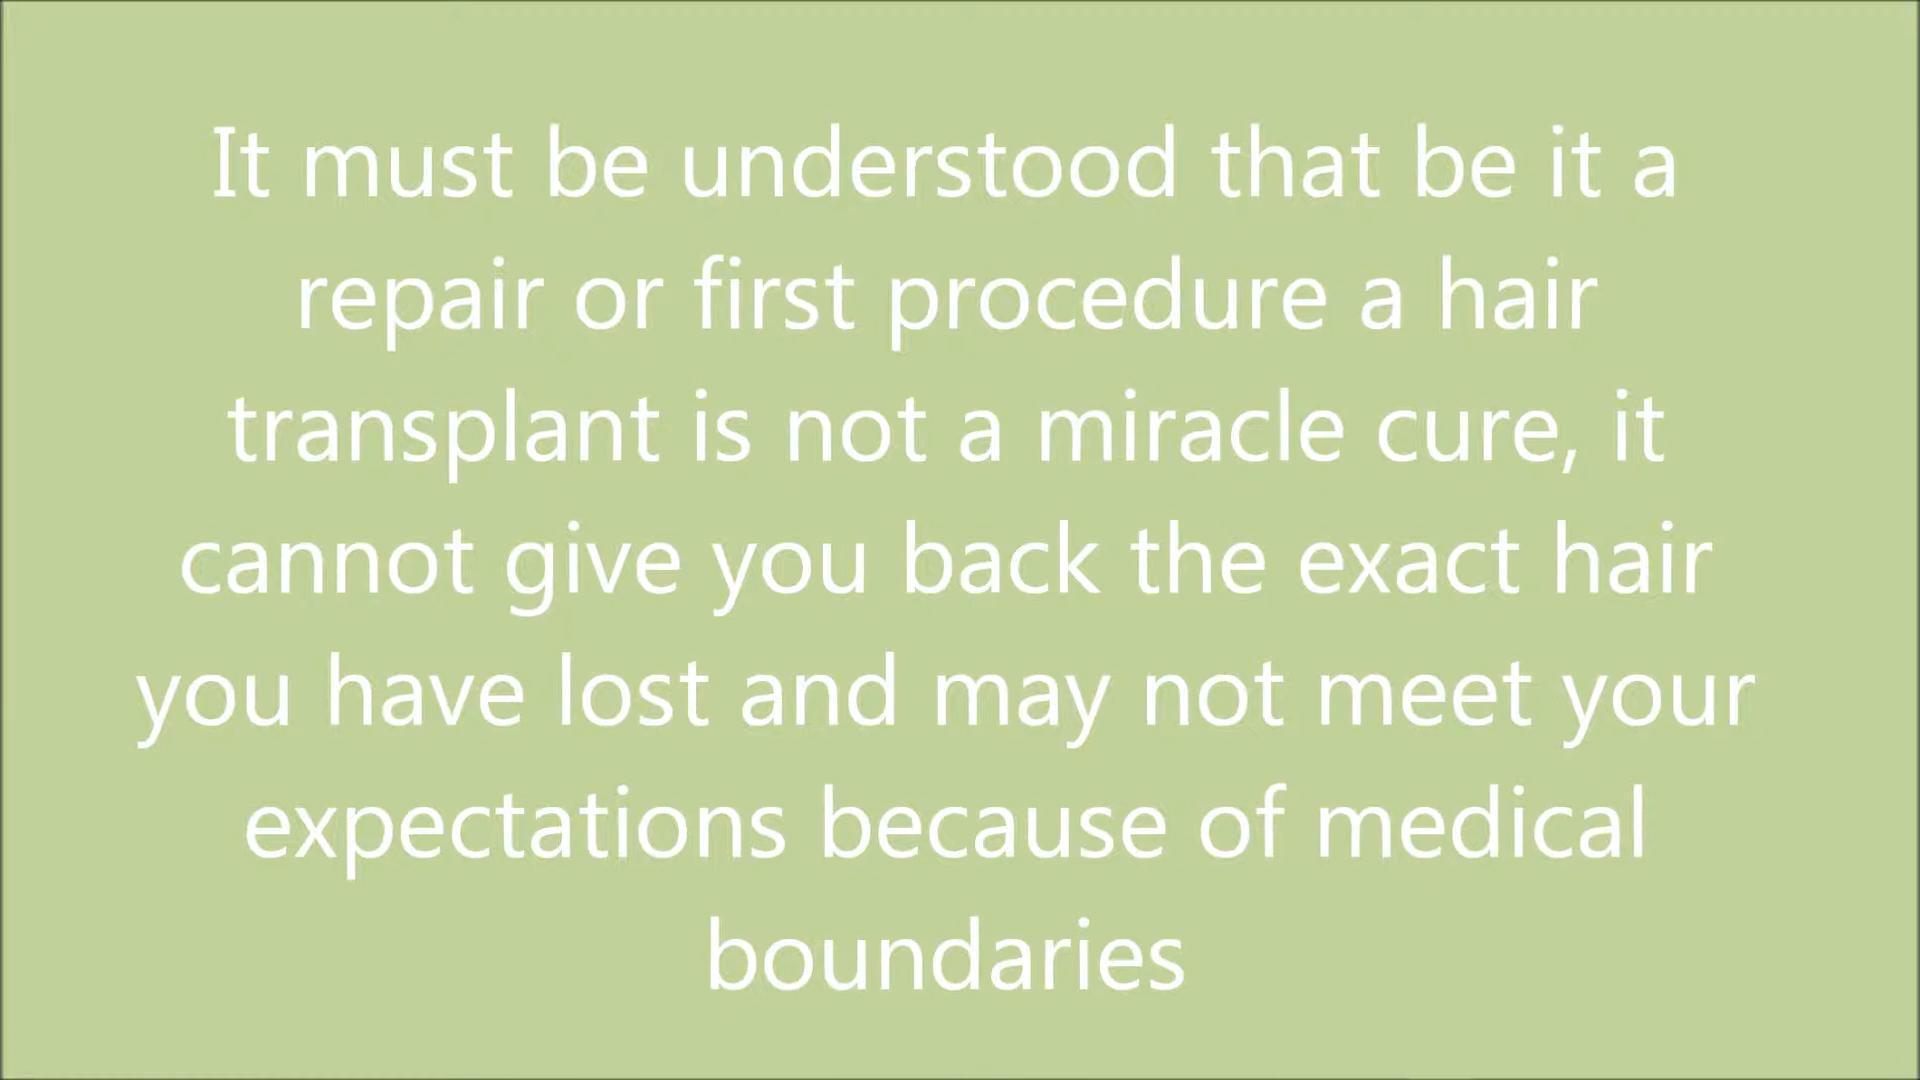 It must be understood that be it a
repair or first procedure a hair
transplant is not a miracle cure, it
cannot give you back the exact hair
you have lost and may not meet your
expectations because of medical
boundaries